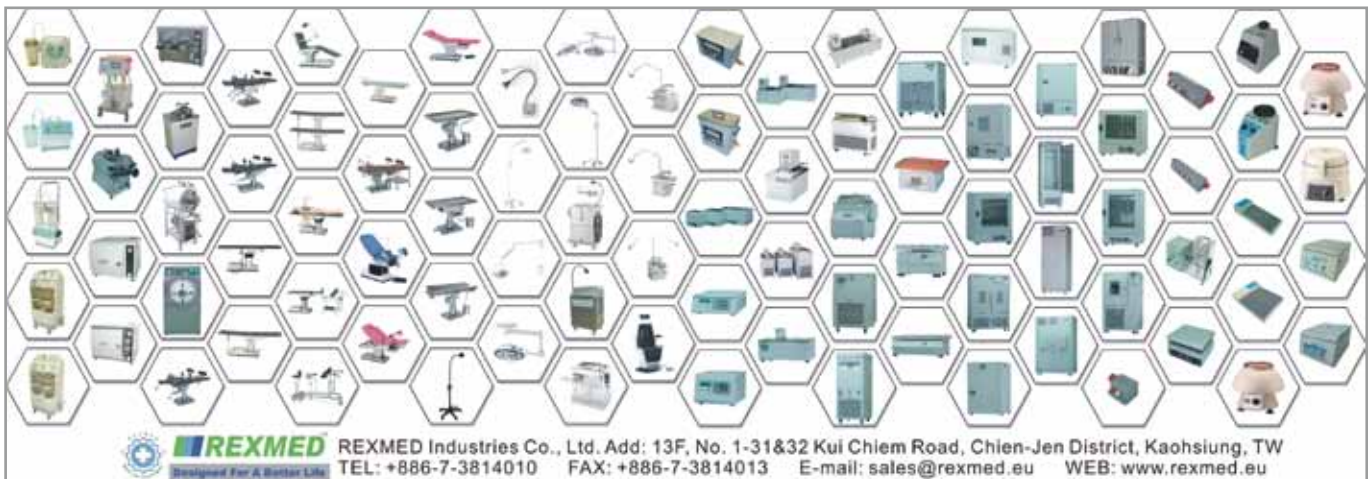 REXMED
Designed For A Better Life
REXMED Industries Co., Ltd. Add: 13F, No. 1-31&32 Kui Chiem Road, Chien-Jen District, Kaohsiung, TW
TEL: +886-7-3814010 FAX: +886-7-3814013 E-mail: sales@rexmed.eu WEB: www.rexmed.eu